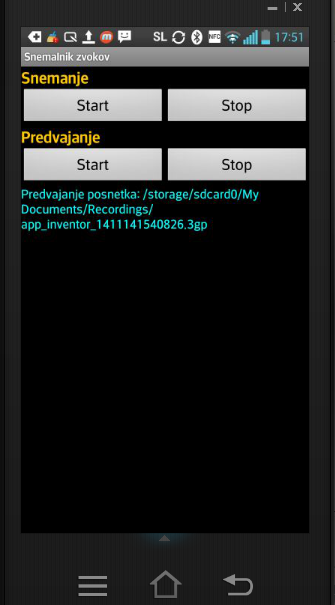 SL NFC 17:51
Snemalnik zvokov
Snemanje
Start Stop
Predvajanje
Start Stop
Predvajanje posnetka: /storage/sdcard0/My
Documents/Recordings/
app_inventor_1411141540826.3gp